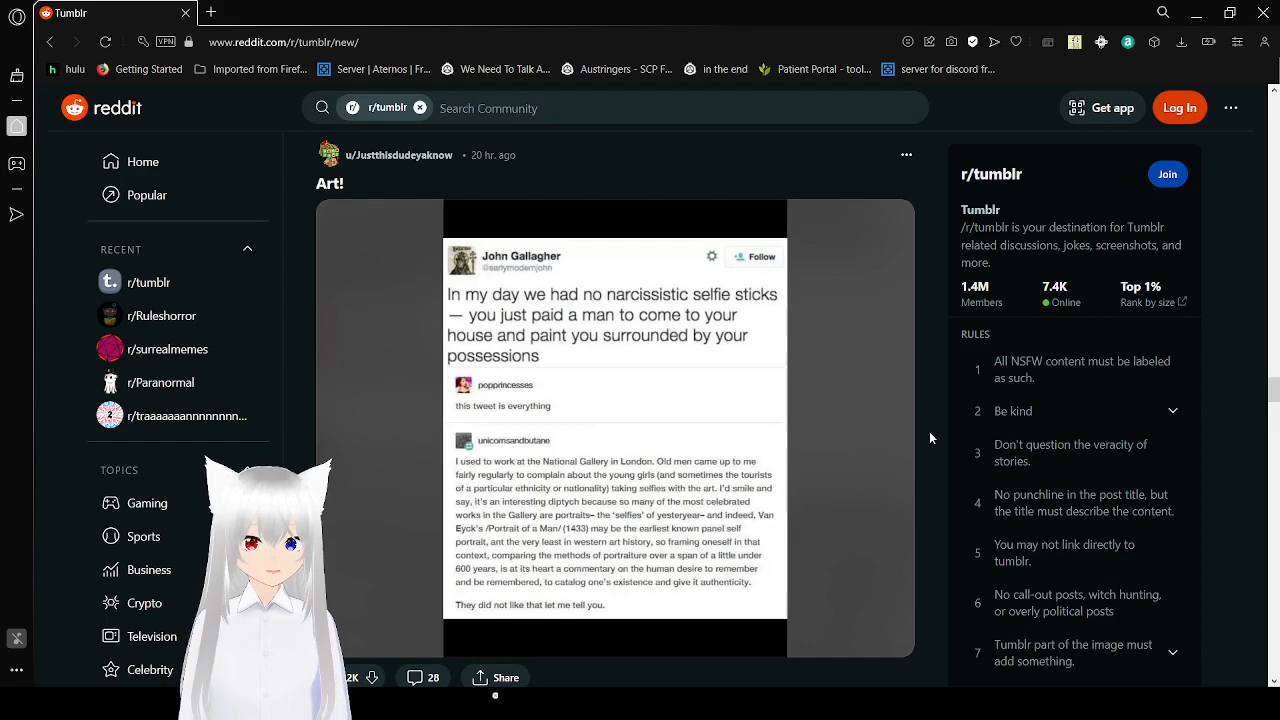 Tumblr
www.reddit.com/r/tumblr/new/
VPN
hulu
Getting Started
Imported from Firef...
Server | Aternos | Fr...
We Need To Talk A...
Austringers - SCP F...
in the end
Patient Portal - tool...
server for discord fr...
reddit
r/tumblr
Search Community
Get app
Log In
Home
Popular
RECENT
r/tumblr
r/Ruleshorror
r/surrealmemes
r/Paranormal
r/traaaaaaannnnnnnn...
TOPICS
Gaming
Sports
Business
Crypto
Television
Celebrity
u/Justthisdudeyaknow • 20 hr. ago
Art!
John Gallagher
@earlymodernjohn
Follow
In my day we had no narcissistic selfie sticks
— you just paid a man to come to your
house and paint you surrounded by your
possessions
popprincesses
this tweet is everything
unicornsandbutane
I used to work at the National Gallery in London. Old men came up to me
fairly regularly to complain about the young girls (and sometimes the tourists
of a particular ethnicity or nationality) taking selfies with the art. I'd smile and
say, it's an interesting diptych because so many of the most celebrated
works in the Gallery are portraits– the 'selfies' of yesteryear– and indeed, Van
Eyck's /Portrait of a Man/ (1433) may be the earliest known panel self
portrait, ant the very least in western art history, so framing oneself in that
context, comparing the methods of portraiture over a span of a little under
600 years, is at its heart a commentary on the human desire to remember
and be remembered, to catalog one's existence and give it authenticity.
They did not like that let me tell you.
2K
28
Share
r/tumblr
Join
Tumblr
/r/tumblr is your destination for Tumblr
related discussions, jokes, screenshots, and
more.
1.4M
Members
7.4K
Online
Top 1%
Rank by size
RULES
1 All NSFW content must be labeled
as such.
2 Be kind
3 Don't question the veracity of
stories.
4 No punchline in the post title, but
the title must describe the content.
5 You may not link directly to
tumblr.
6 No call-out posts, witch hunting,
or overly political posts
7 Tumblr part of the image must
add something.